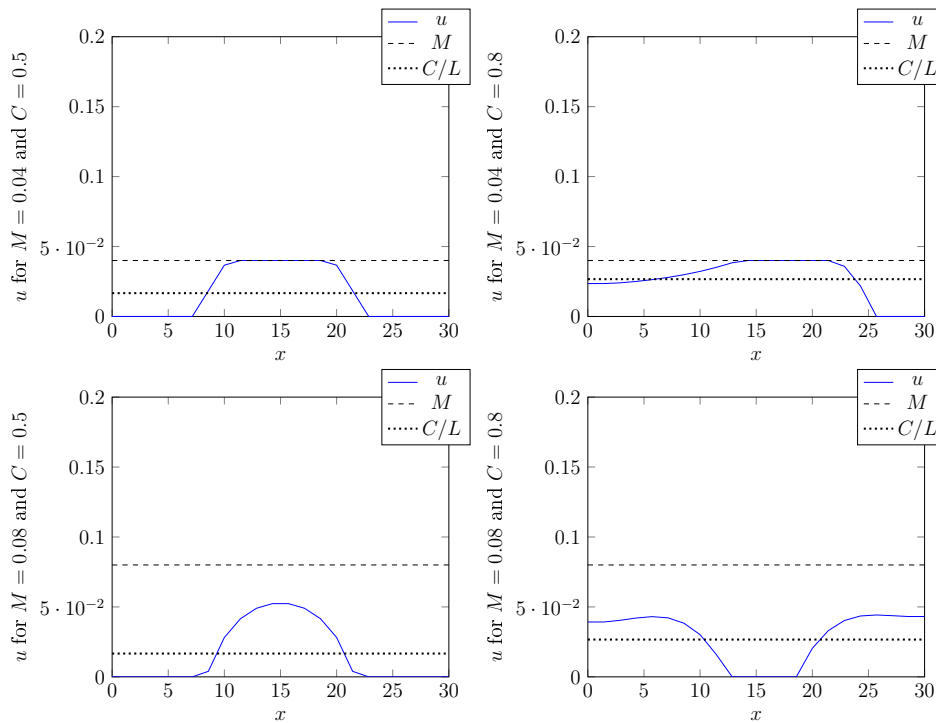 u
M
C/L
u for M = 0.04 and C = 0.5
0.2
0.15
0.1
5 · 10⁻²
0
0 5 10 15 20 25 30
x
u
M
C/L
u for M = 0.04 and C = 0.8
0.2
0.15
0.1
5 · 10⁻²
0
0 5 10 15 20 25 30
x
u
M
C/L
u for M = 0.08 and C = 0.5
0.2
0.15
0.1
5 · 10⁻²
0
0 5 10 15 20 25 30
x
u
M
C/L
u for M = 0.08 and C = 0.8
0.2
0.15
0.1
5 · 10⁻²
0
0 5 10 15 20 25 30
x